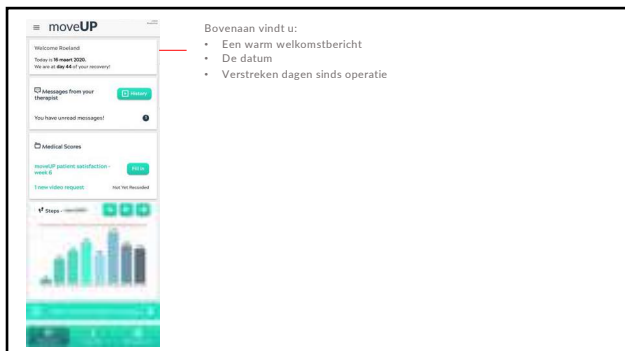 moveUP
Welcome Roeland
Today is 16 maart 2020.
We are at day 44 of your recovery!
Messages from your therapist
History
You have unread messages!
Medical Scores
moveUP patient satisfaction - week 6
Fill in
1 new video request
Not Yet Recorded
Steps -
Bovenaan vindt u:
• Een warm welkomstbericht
• De datum
• Verstreken dagen sinds operatie